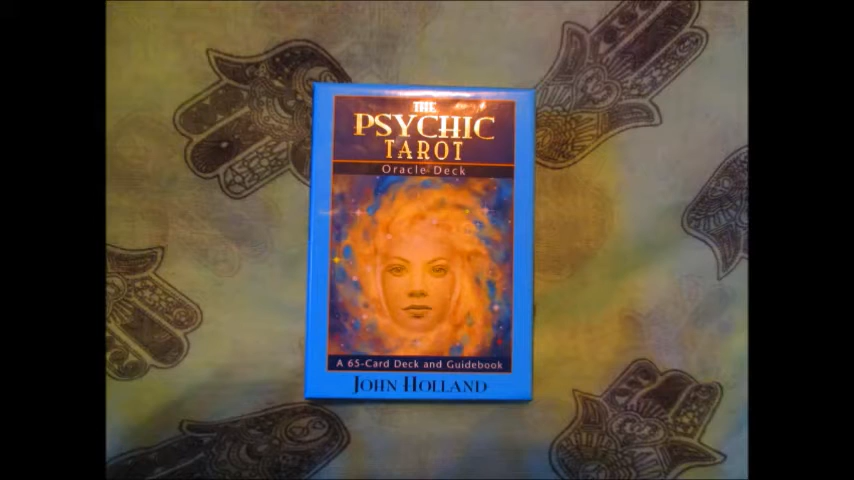 THE
PSYCHIC
TAROT
Oracle Deck
A 65-Card Deck and Guidebook
JOHN HOLLAND